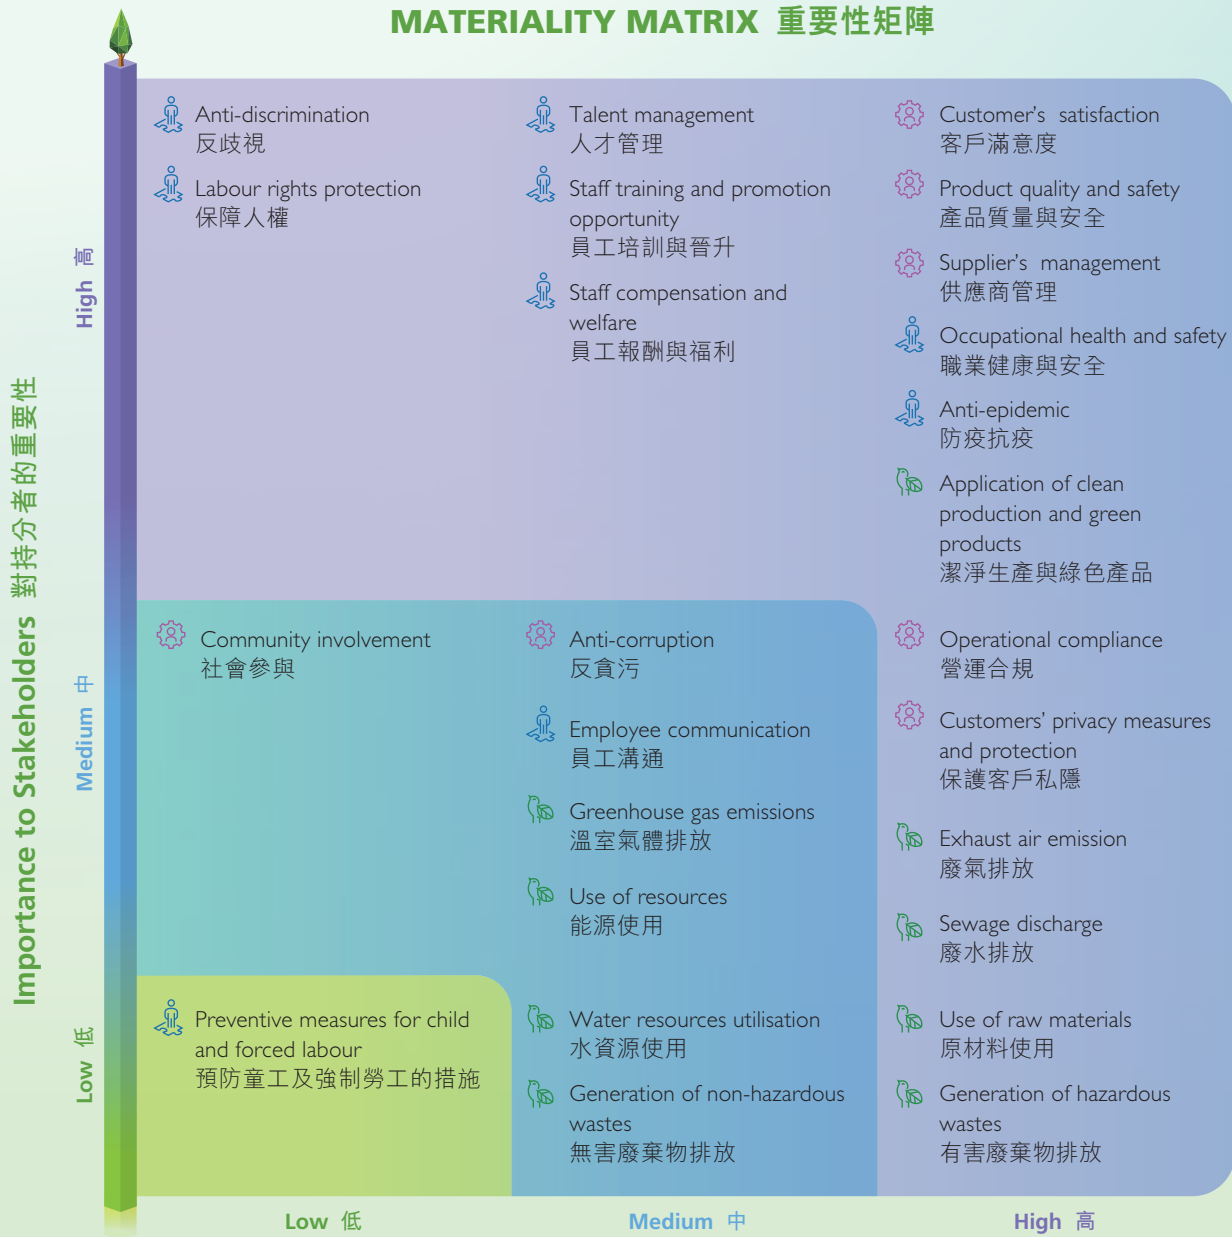 MATERIALITY MATRIX 重要性矩陣
Importance to Stakeholders 對持分者的重要性
High 高
Anti-discrimination
反歧視
Labour rights protection
保障人權
Talent management
人才管理
Staff training and promotion
opportunity
員工培訓與晉升
Staff compensation and
welfare
員工報酬與福利
Customer's satisfaction
客戶滿意度
Product quality and safety
產品質量與安全
Supplier's management
供應商管理
Occupational health and safety
職業健康與安全
Anti-epidemic
防疫抗疫
Application of clean
production and green
products
潔淨生產與綠色產品
Medium 中
Community involvement
社會參與
Anti-corruption
反貪污
Employee communication
員工溝通
Greenhouse gas emissions
溫室氣體排放
Use of resources
能源使用
Operational compliance
營運合規
Customers' privacy measures
and protection
保護客戶私隱
Exhaust air emission
廢氣排放
Sewage discharge
廢水排放
Low 低
Preventive measures for child
and forced labour
預防童工及強制勞工的措施
Water resources utilisation
水資源使用
Generation of non-hazardous
wastes
無害廢棄物排放
Use of raw materials
原材料使用
Generation of hazardous
wastes
有害廢棄物排放
Low 低
Medium 中
High 高